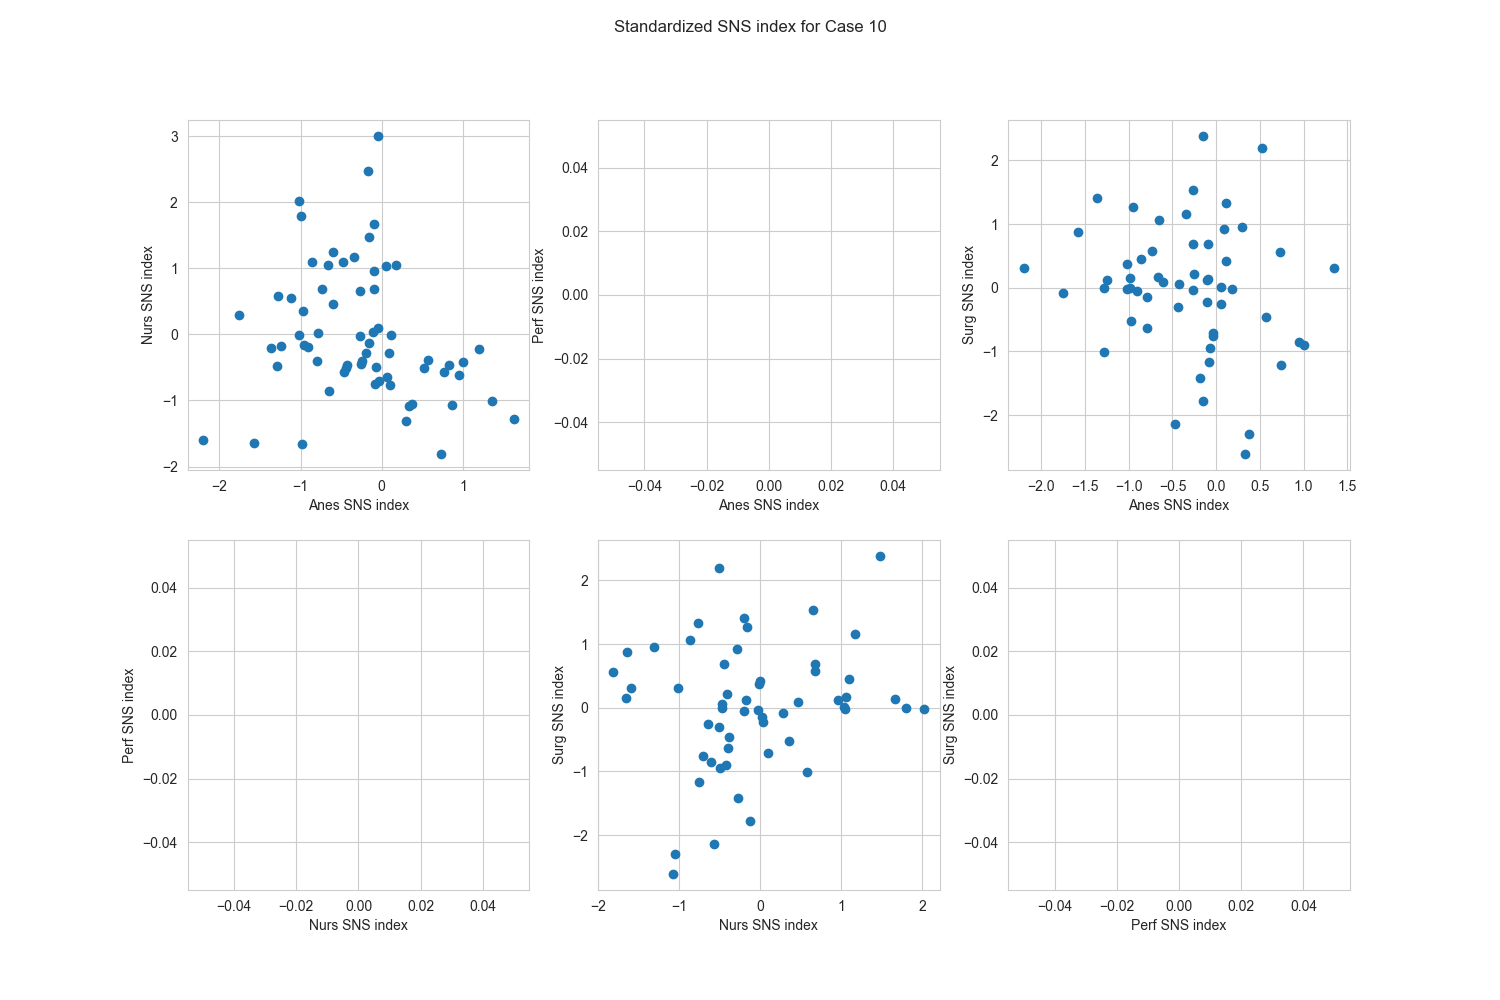 Standardized SNS index for Case 10
3
2
1
0
−1
−2
Nurs SNS index
−2 −1 0 1
Anes SNS index
0.04
0.02
0.00
−0.02
−0.04
Perf SNS index
−0.04 −0.02 0.00 0.02 0.04
Anes SNS index
2
1
0
−1
−2
Surg SNS index
−2.0 −1.5 −1.0 −0.5 0.0 0.5 1.0 1.5
Anes SNS index
0.04
0.02
0.00
−0.02
−0.04
Perf SNS index
−0.04 −0.02 0.00 0.02 0.04
Nurs SNS index
2
1
0
−1
−2
Surg SNS index
−2 −1 0 1 2
Nurs SNS index
0.04
0.02
0.00
−0.02
−0.04
Surg SNS index
−0.04 −0.02 0.00 0.02 0.04
Perf SNS index